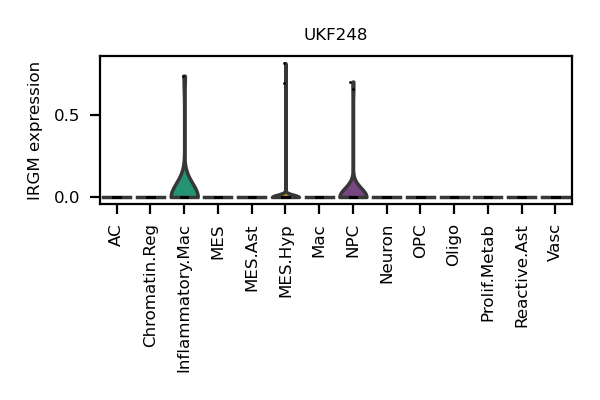 UKF248
IRGM expression
0.5
0.0
AC
Chromatin.Reg
Inflammatory.Mac
MES
MES.Ast
MES.Hyp
Mac
NPC
Neuron
OPC
Oligo
Prolif.Metab
Reactive.Ast
Vasc